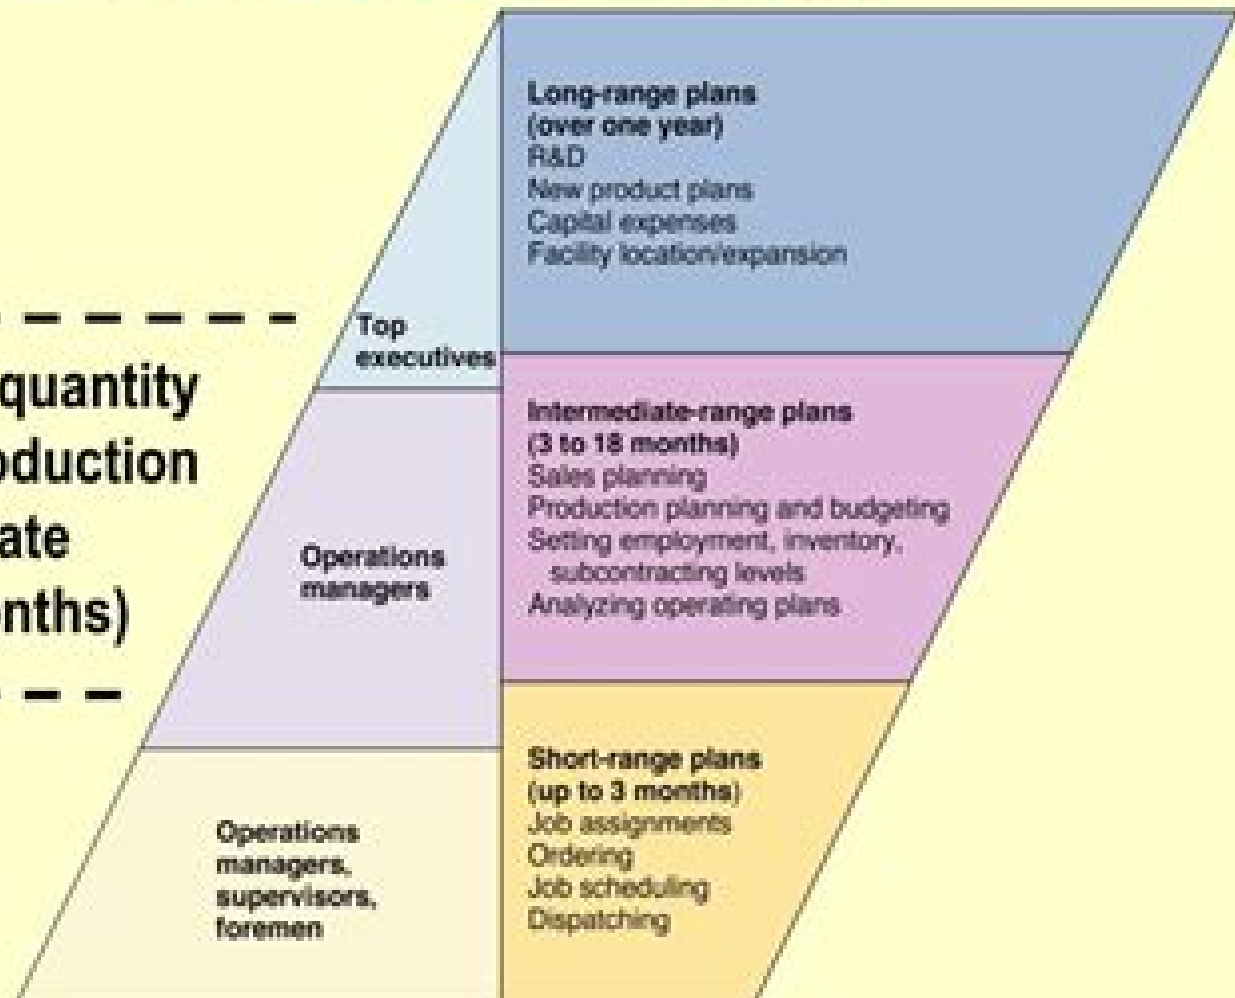 Long-range plans
(over one year)
R&D
New product plans
Capital expenses
Facility location/expansion
Top
executives
quantity
oduction
ate
nths)
Intermediate-range plans
(3 to 18 months)
Sales planning
Production planning and budgeting
Setting employment, inventory,
subcontracting levels
Analyzing operating plans
Operations
managers
Short-range plans
(up to 3 months)
Job assignments
Ordering
Job scheduling
Dispatching
Operations
managers,
supervisors,
foremen